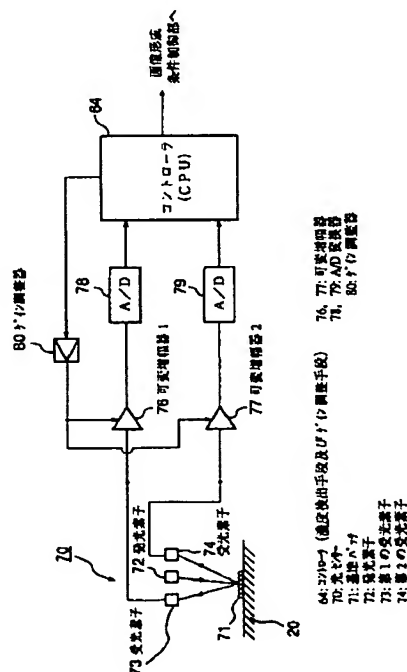 80 ゲイン調整器
64
コントローラ
(CPU)
画像形成
条件制御部へ
78
A/D
79
A/D
76 可変増幅器1
77 可変増幅器2
70
72 発光素子
73 受光素子
74
受光素子
71
20
64:コントローラ (濃度検出手段及びゲイン調整手段)
70: 光センサー
71: 基地パッチ
72: 発光素子
73: 第1の受光素子
74: 第2の受光素子
76, 77: 可変増幅器
78, 79: A/D 変換器
80: ゲイン調整器